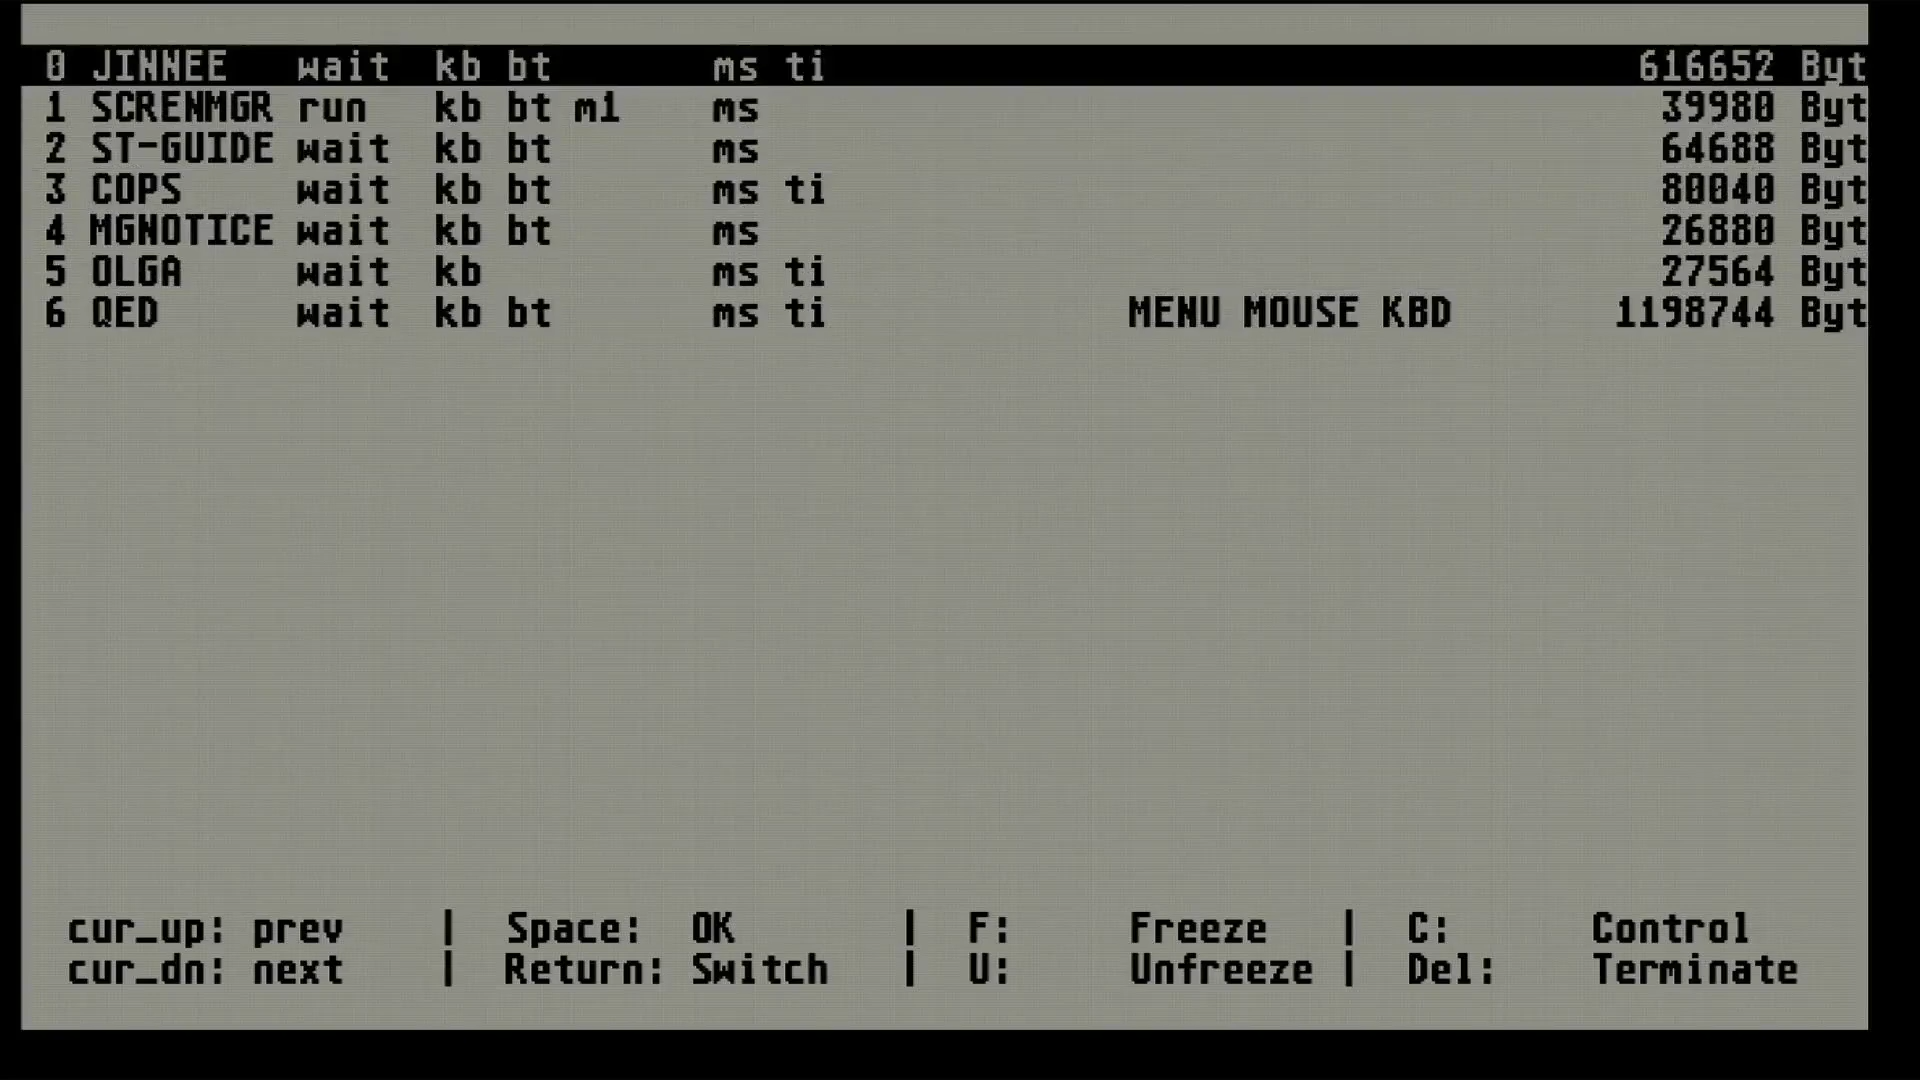 0 JINNEE wait kb bt ms ti 616652 Byt
1 SCRENMGR run kb bt m1 ms 39980 Byt
2 ST-GUIDE wait kb bt ms 64688 Byt
3 COPS wait kb bt ms ti 80040 Byt
4 MGNOTICE wait kb bt ms 26880 Byt
5 OLGA wait kb ms ti 27564 Byt
6 QED wait kb bt ms ti MENU MOUSE KBD 1198744 Byt
cur_up: prev | Space: OK | F: Freeze | C: Control
cur_dn: next | Return: Switch | U: Unfreeze | Del: Terminate